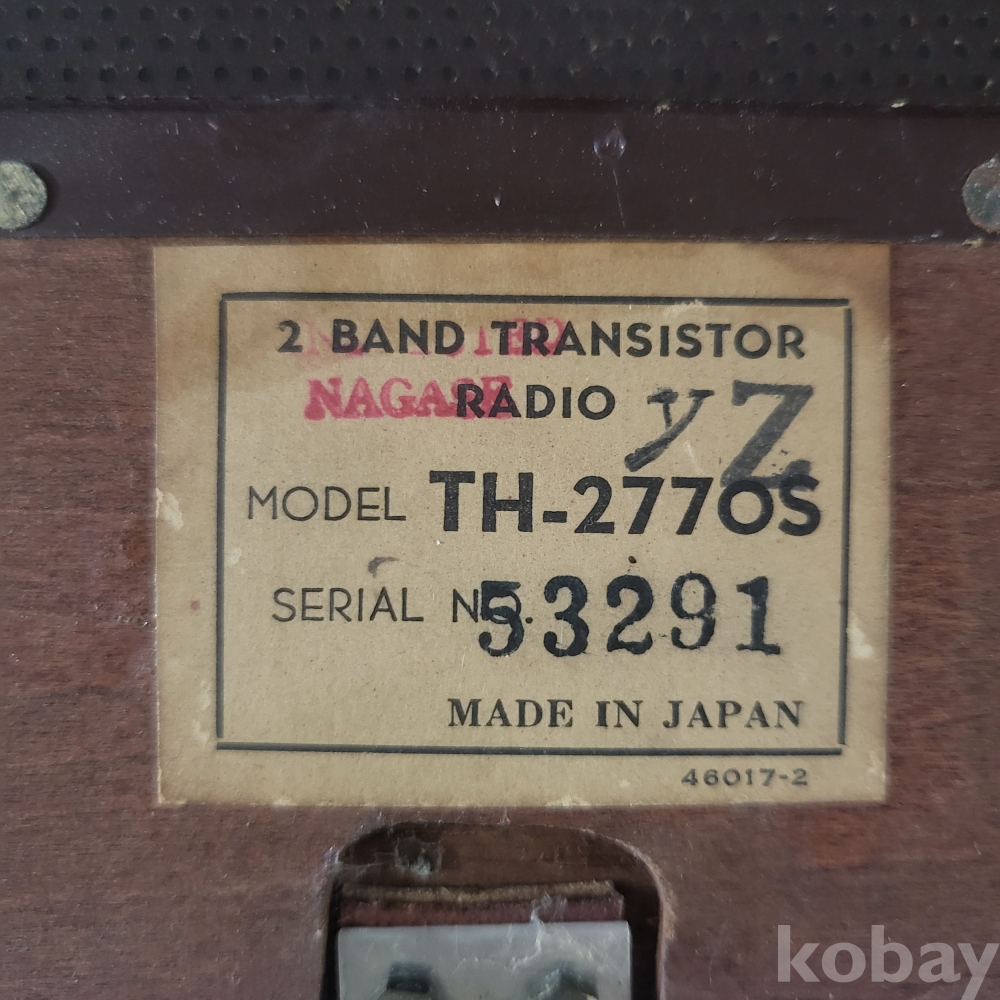 2 BAND TRANSISTOR
NAGASE
RADIO
yZ
MODEL TH-2770S
SERIAL NO. 53291
MADE IN JAPAN
46017-2
kobay